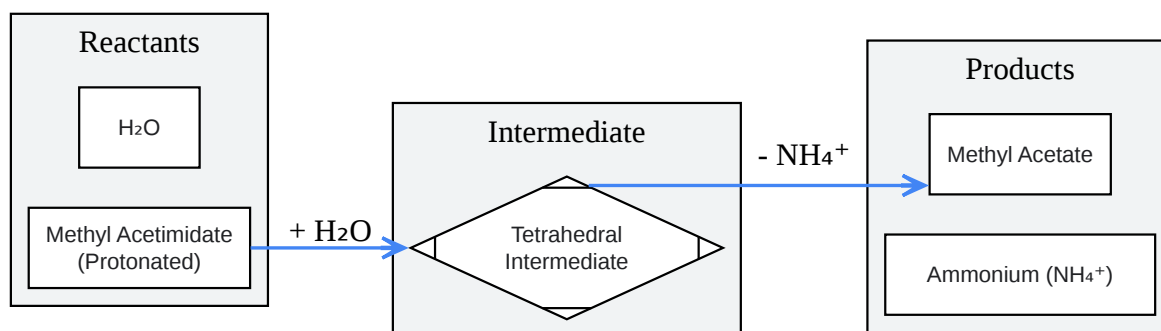 Reactants
H₂O
Methyl Acetimidate
(Protonated)
+ H₂O
Intermediate
Tetrahedral
Intermediate
- NH₄⁺
Products
Methyl Acetate
Ammonium (NH₄⁺)